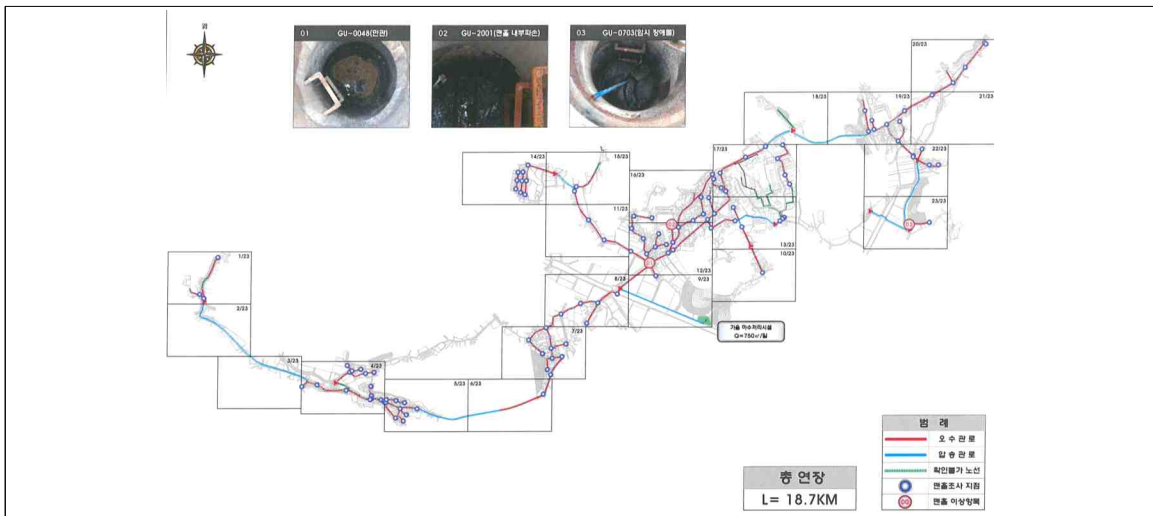 01 GU-0048(만관)
02 GU-2001(맨홀 내부파손)
03 GU-0703(임시 장애물)
20/23
18/23
19/23
21/23
14/23
15/23
17/23
22/23
16/23
11/23
23/23
13/23
1/23
12/23
10/23
8/23
9/23
2/23
7/23
가을 하수처리시설
Q=750㎥/일
3/23
4/23
5/23
6/23
범 례
오 수 관 로
압 송 관 로
확인불가 노선
맨홀조사 지점
맨홀 이상항목
총 연장
L= 18.7KM